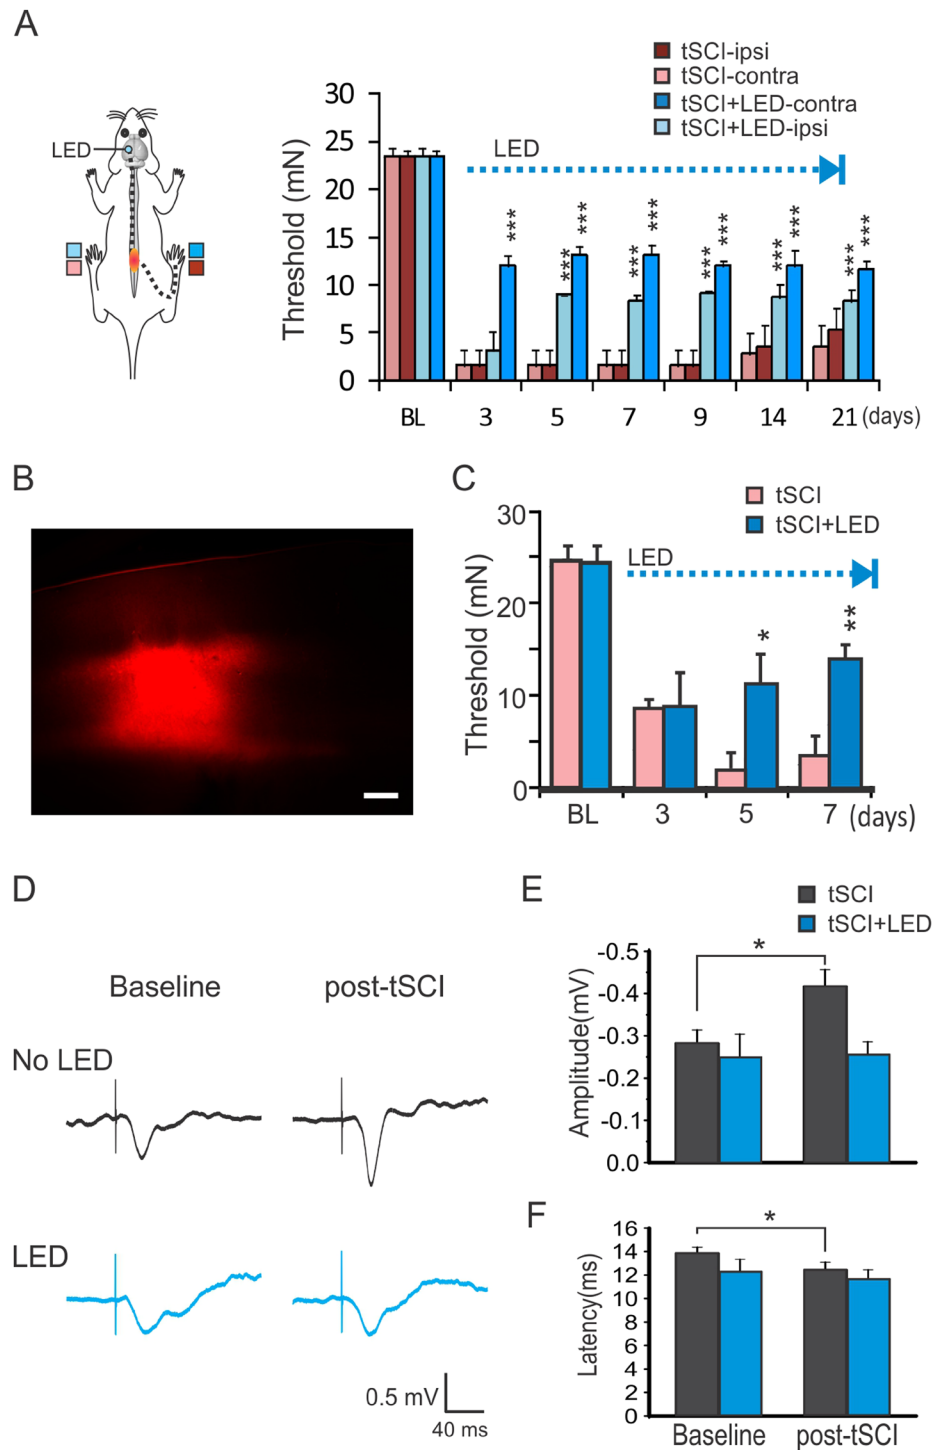 A
tSCI-ipsi
tSCI-contra
tSCI+LED-contra
tSCI+LED-ipsi
LED
Threshold (mN)
30
25
20
15
10
5
0
LED
***
***
***
***
***
***
***
***
***
***
***
BL 3 5 7 9 14 21 (days)
B
C
tSCI
tSCI+LED
Threshold (mN)
30
20
10
0
LED
*
**
BL 3 5 7 (days)
D
Baseline post-tSCI
No LED
LED
0.5 mV
40 ms
E
tSCI
tSCI+LED
Amplitude(mV)
-0.5
-0.4
-0.3
-0.2
-0.1
0.0
*
F
Latency(ms)
16
14
12
10
8
6
4
2
0
*
Baseline post-tSCI